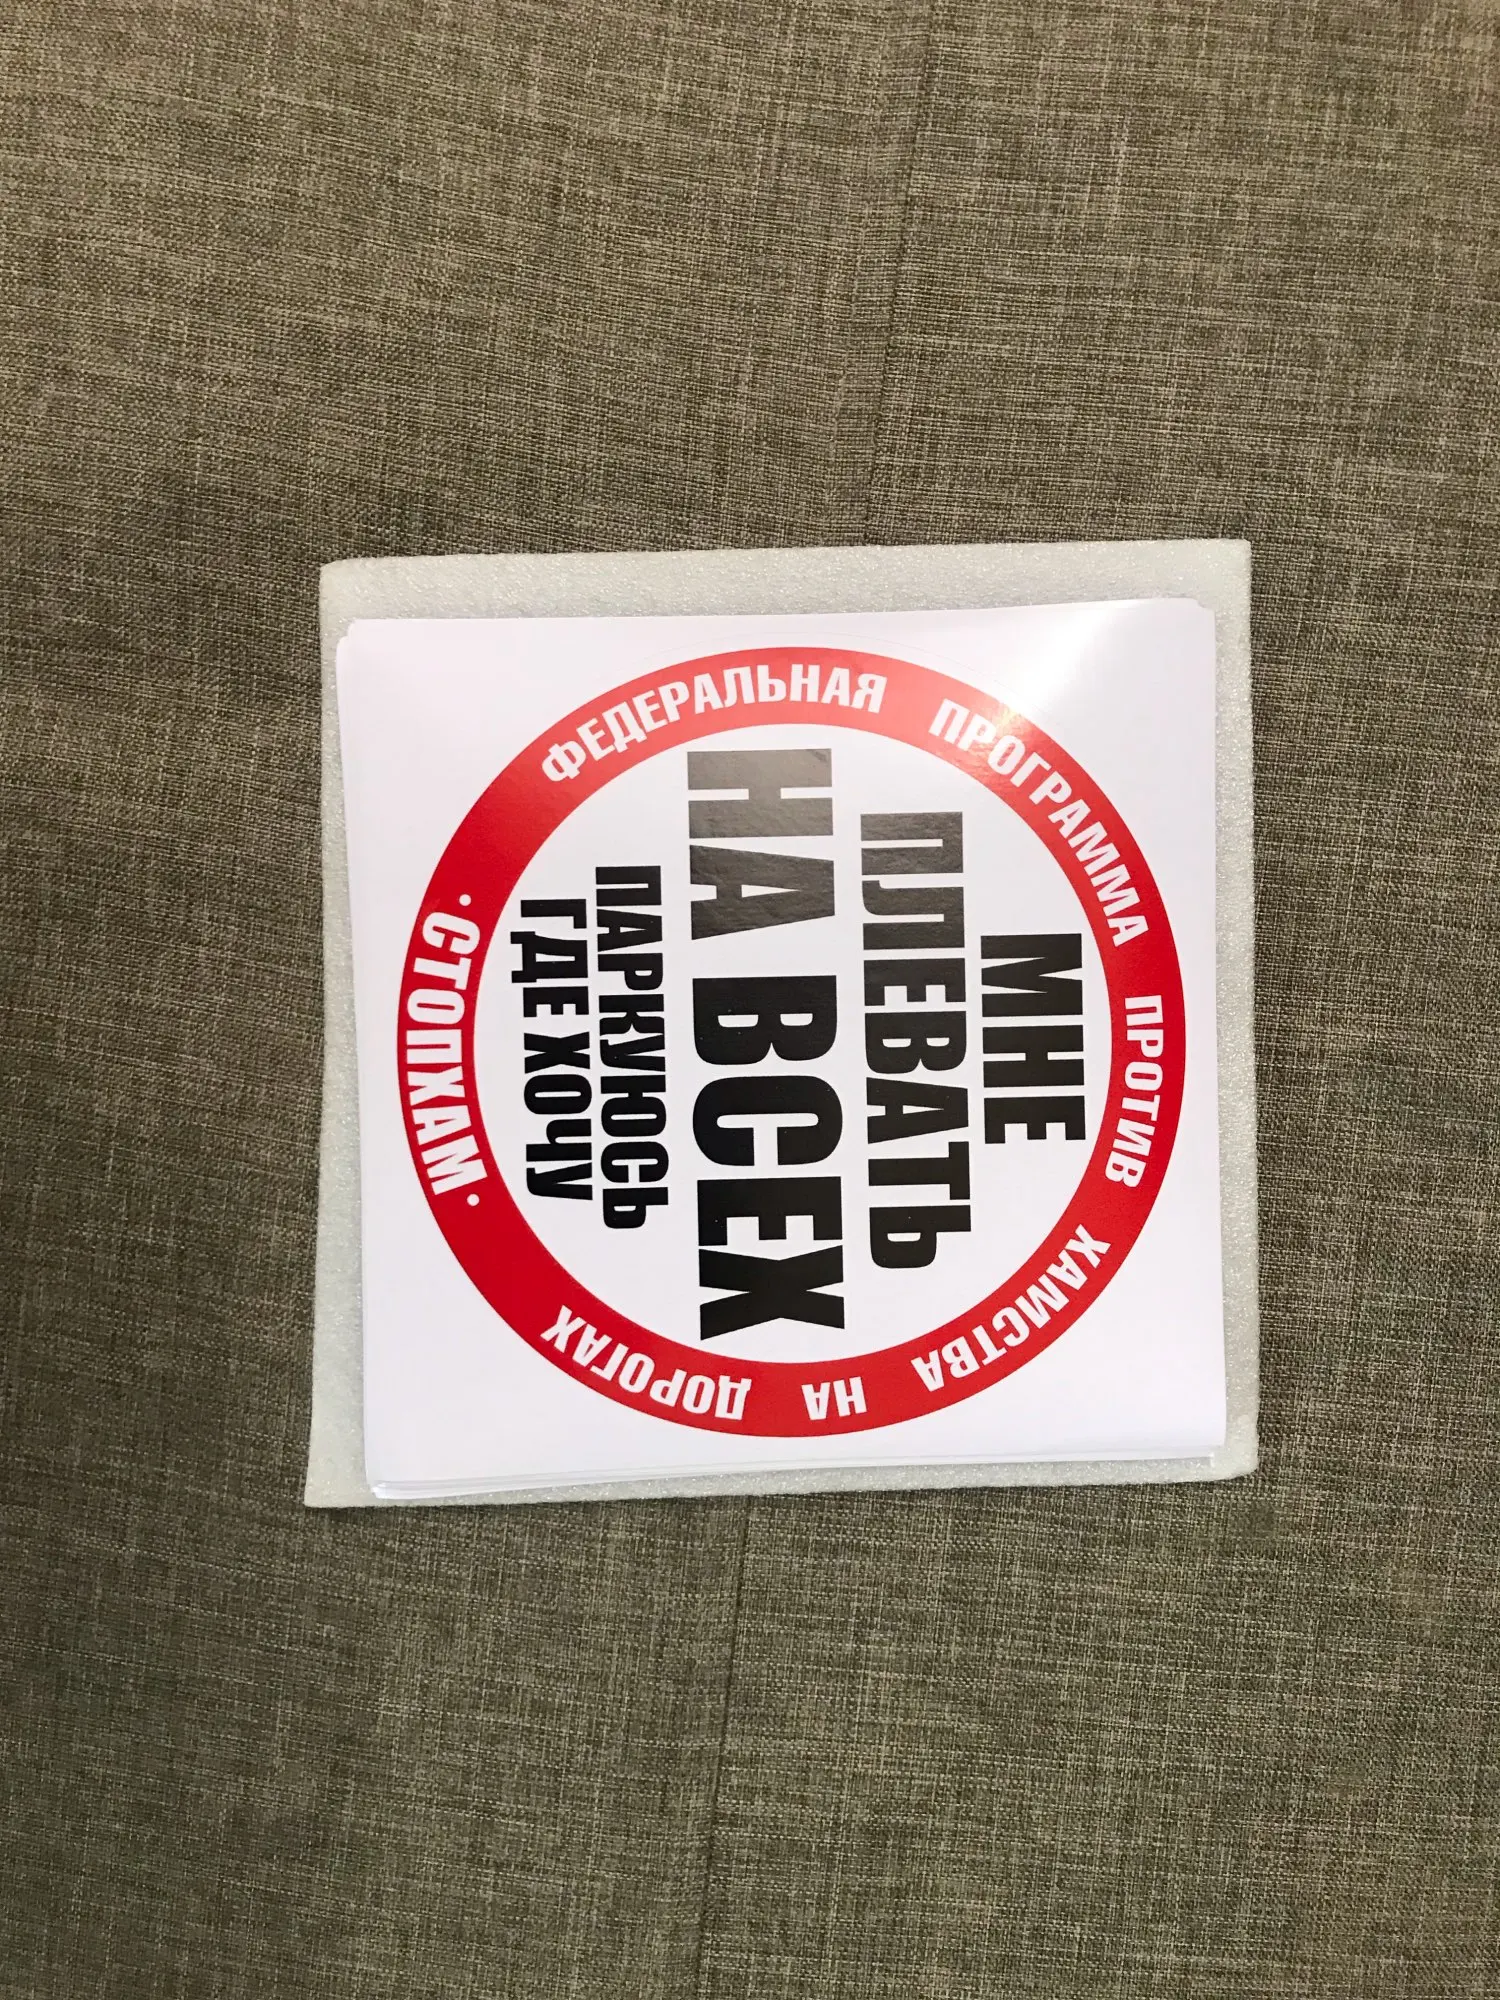 ФЕДЕРАЛЬНАЯ ПРОГРАММА ПРОТИВ ХАМСТВА НА ДОРОГАХ
МНЕ
ПЛЕВАТЬ
НА ВСЕХ
ПАРКУЮСЬ
ГДЕ ХОЧУ
· СТОПХАМ ·